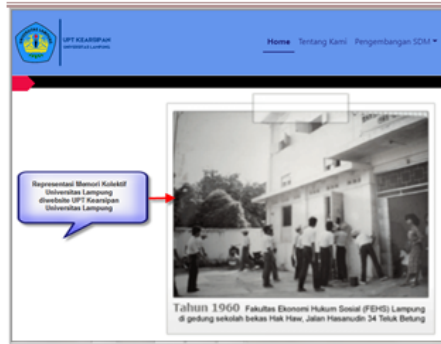 UPT KEARSIPAN
UNIVERSITAS LAMPUNG
Home Tentang Kami Pengembangan SDM
Representasi Memori Kolektif
Universitas Lampung
diwebsite UPT Kearsipan
Universitas Lampung
Tahun 1960 Fakultas Ekonomi Hukum Sosial (FEHS) Lampung
di gedung sekolah bekas Hak Haw, Jalan Hasanudin 34 Teluk Betung